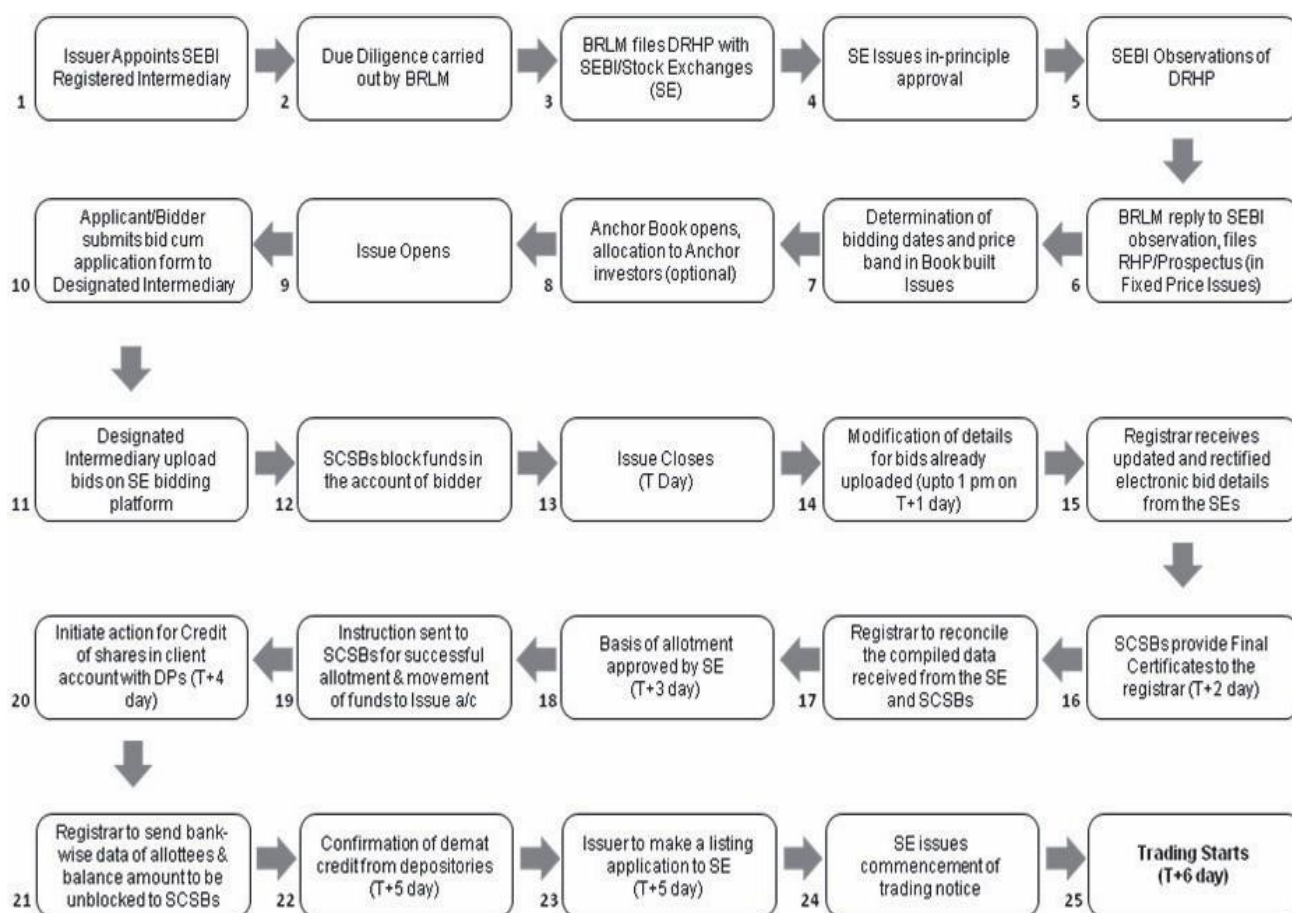 Issuer Appoints SEBI
Registered Intermediary
1
Due Diligence carried
out by BRLM
2
BRLM files DRHP with
SEBI/Stock Exchanges
(SE)
3
SE Issues in-principle
approval
4
SEBI Observations of
DRHP
5
BRLM reply to SEBI
observation, files
RHP/Prospectus (in
Fixed Price Issues)
6
Determination of
bidding dates and price
band in Book built
Issues
7
Anchor Book opens,
allocation to Anchor
investors (optional)
8
Issue Opens
9
Applicant/Bidder
submits bid cum
application form to
Designated Intermediary
10
Designated
Intermediary upload
bids on SE bidding
platform
11
SCSBs block funds in
the account of bidder
12
Issue Closes
(T Day)
13
Modification of details
for bids already
uploaded (upto 1 pm on
T+1 day)
14
Registrar receives
updated and rectified
electronic bid details
from the SEs
15
SCSBs provide Final
Certificates to the
registrar (T+2 day)
16
Registrar to reconcile
the compiled data
received from the SE
and SCSBs
17
Basis of allotment
approved by SE
(T+3 day)
18
Instruction sent to
SCSBs for successful
allotment & movement
of funds to Issue a/c
19
Initiate action for Credit
of shares in client
account with DPs (T+4
day)
20
Registrar to send bank-
wise data of allottees &
balance amount to be
unblocked to SCSBs
21
Confirmation of demat
credit from depositories
(T+5 day)
22
Issuer to make a listing
application to SE
(T+5 day)
23
SE issues
commencement of
trading notice
24
Trading Starts
(T+6 day)
25